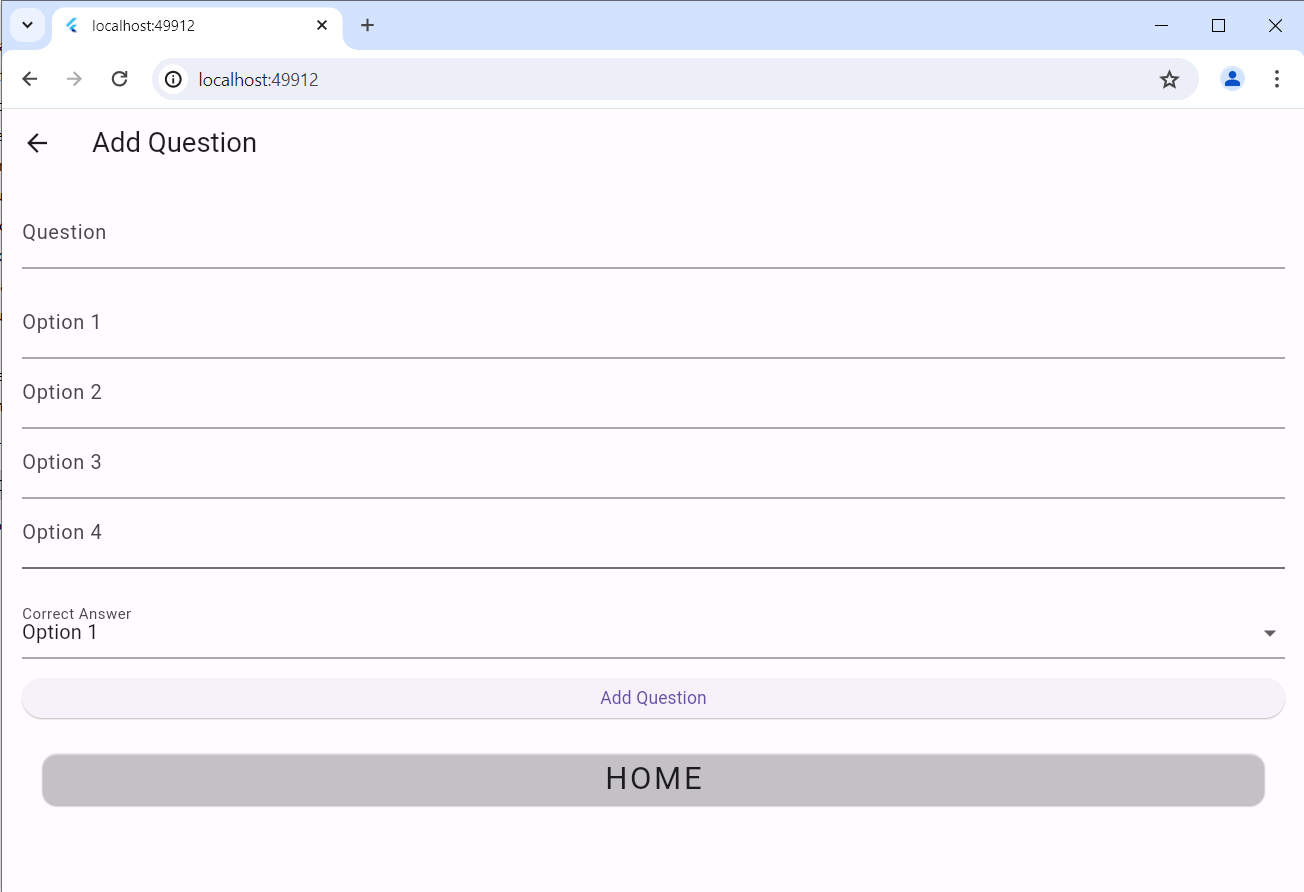 localhost:49912
localhost:49912
Add Question
Question
Option 1
Option 2
Option 3
Option 4
Correct Answer
Option 1
Add Question
HOME